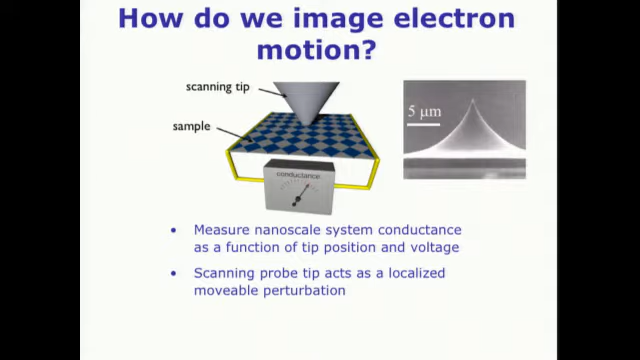 How do we image electron
motion?
scanning tip
sample
5 μm
conductance
• Measure nanoscale system conductance
as a function of tip position and voltage
• Scanning probe tip acts as a localized
moveable perturbation